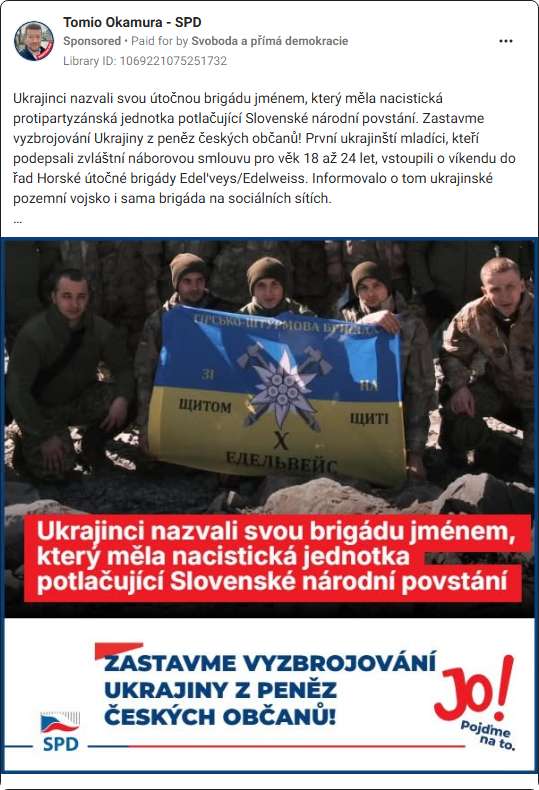 Tomio Okamura - SPD
Sponsored • Paid for by Svoboda a přímá demokracie
Library ID: 1069221075251732
Ukrajinci nazvali svou útočnou brigádu jménem, který měla nacistická
protipartyzánská jednotka potlačující Slovenské národní povstání. Zastavme
vyzbrojování Ukrajiny z peněz českých občanů! První ukrajinští mladíci, kteří
podepsali zvláštní náborovou smlouvu pro věk 18 až 24 let, vstoupili o víkendu do
řad Horské útočné brigády Edel'veys/Edelweiss. Informovalo o tom ukrajinské
pozemní vojsko i sama brigáda na sociálních sítích.
...
ГІРСЬКО-ШТУРМОВА БРИГАДА
ЗІ НА
ЩИТОМ ЩИТІ
X
ЕДЕЛЬВЕЙС
Ukrajinci nazvali svou brigádu jménem,
který měla nacistická jednotka
potlačující Slovenské národní povstání
ZASTAVME VYZBROJOVÁNÍ
UKRAJINY Z PENĚZ
ČESKÝCH OBČANŮ!
SPD
Jo!
Pojďme
na to.